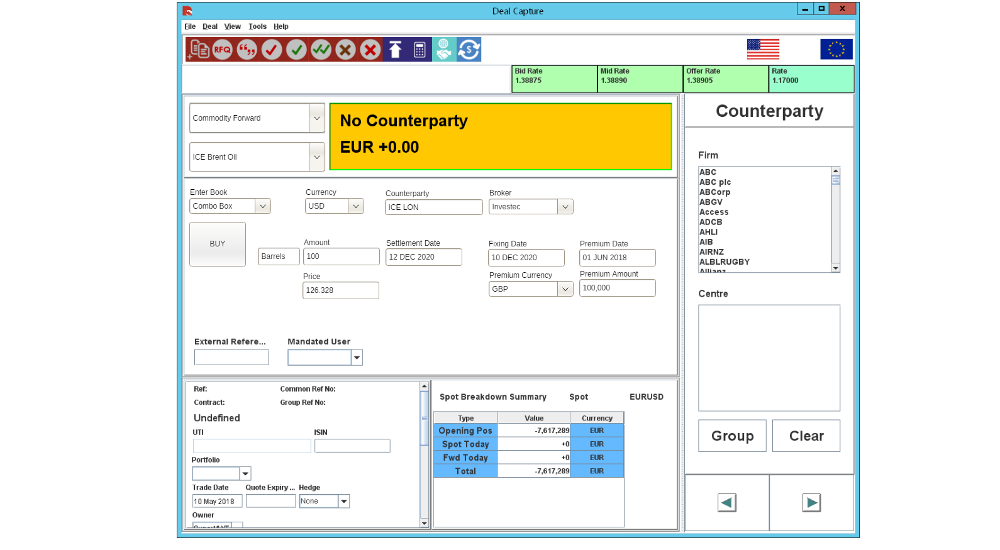 Deal Capture
File Deal View Tools Help
RFQ
Bid Rate Mid Rate Offer Rate Rate
1.38875 1.38890 1.38905 1.17000
Commodity Forward
ICE Brent Oil
No Counterparty
EUR +0.00
Enter Book Currency Counterparty Broker
Combo Box USD ICE LON Investec
BUY
Amount Settlement Date Fixing Date Premium Date
Barrels 100 12 DEC 2020 10 DEC 2020 01 JUN 2018
Price Premium Currency Premium Amount
126.328 GBP 100,000
External Refere... Mandated User
Ref: Common Ref No:
Contract: Group Ref No:
Undefined
UTI ISIN
Portfolio
Trade Date Quote Expiry ... Hedge
10 May 2018 None
Owner
Spot Breakdown Summary Spot EURUSD
Type Value Currency
Opening Pos -7,617,289 EUR
Spot Today +0 EUR
Fwd Today +0 EUR
Total -7,617,289 EUR
Counterparty
Firm
ABC
ABC plc
ABCorp
ABGV
Access
ADCB
AHLI
AIB
AIRNZ
ALBLRUGBY
Allianz
Centre
Group Clear